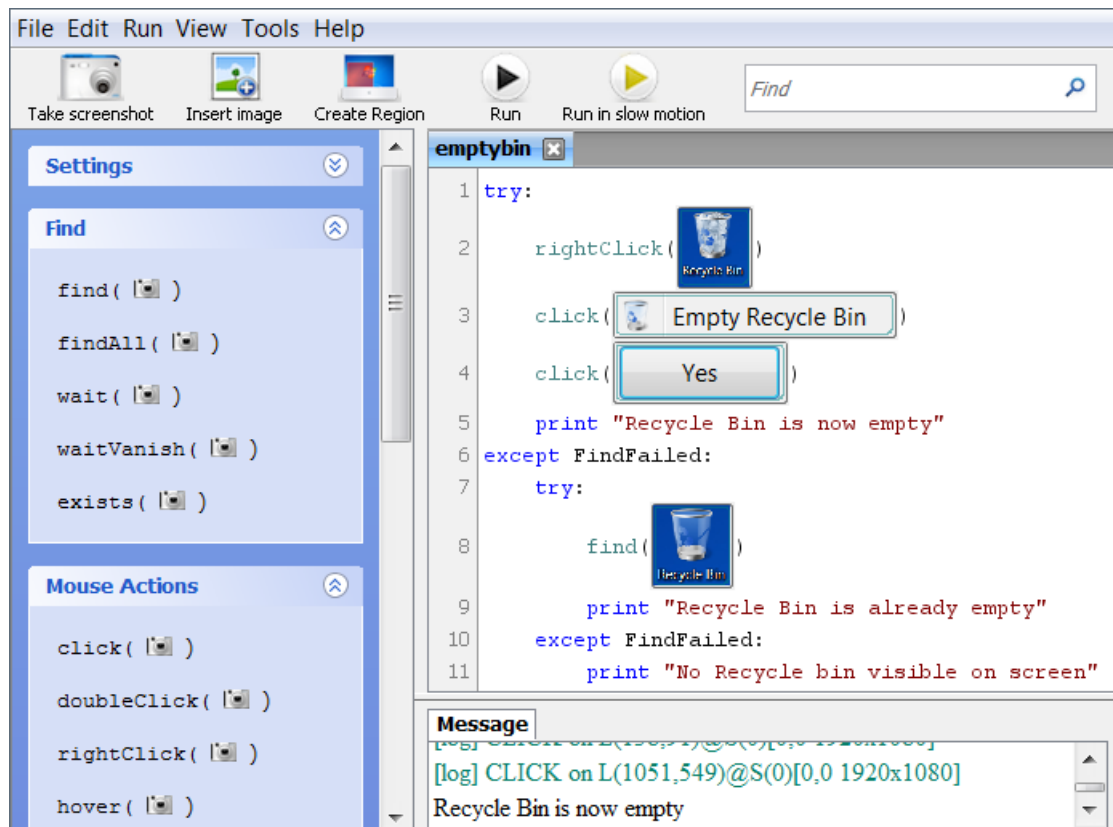 File Edit Run View Tools Help
Take screenshot Insert image Create Region Run Run in slow motion Find
Settings
Find
find( )
findAll( )
wait( )
waitVanish( )
exists( )
Mouse Actions
click( )
doubleClick( )
rightClick( )
hover( )
emptybin
1 try:
2 rightClick( Recycle Bin )
3 click( Empty Recycle Bin )
4 click( Yes )
5 print "Recycle Bin is now empty"
6 except FindFailed:
7 try:
8 find( Recycle Bin )
9 print "Recycle Bin is already empty"
10 except FindFailed:
11 print "No Recycle bin visible on screen"
Message
[log] CLICK on L(1051,549)@S(0)[0,0 1920x1080]
Recycle Bin is now empty